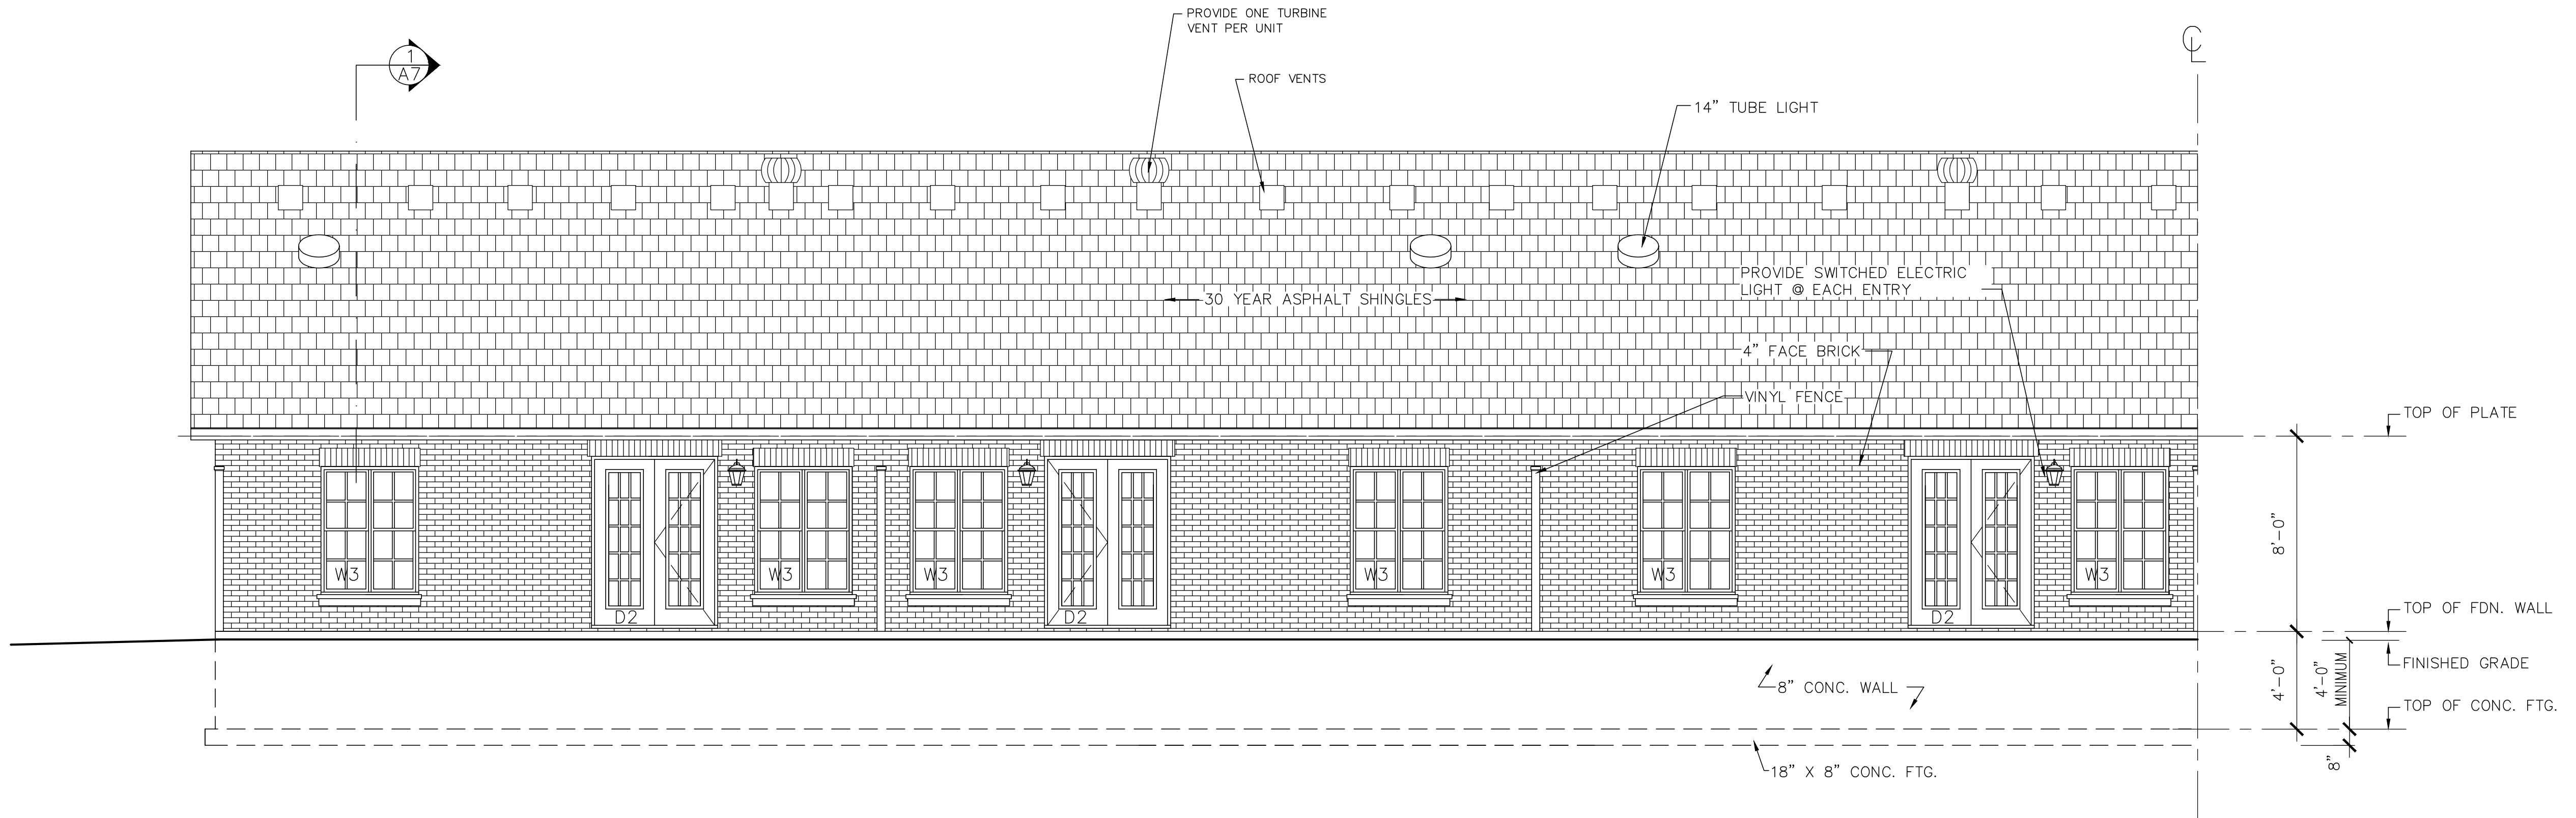 PROVIDE ONE TURBINE
VENT PER UNIT
℄
1
A7
ROOF VENTS
14" TUBE LIGHT
PROVIDE SWITCHED ELECTRIC
LIGHT @ EACH ENTRY
30 YEAR ASPHALT SHINGLES
4" FACE BRICK
VINYL FENCE
TOP OF PLATE
8'-0"
W3
W3
W3
W3
W3
W3
D2
D2
D2
TOP OF FDN. WALL
FINISHED GRADE
4'-0"
4'-0"
MINIMUM
8" CONC. WALL
TOP OF CONC. FTG.
18" X 8" CONC. FTG.
8"